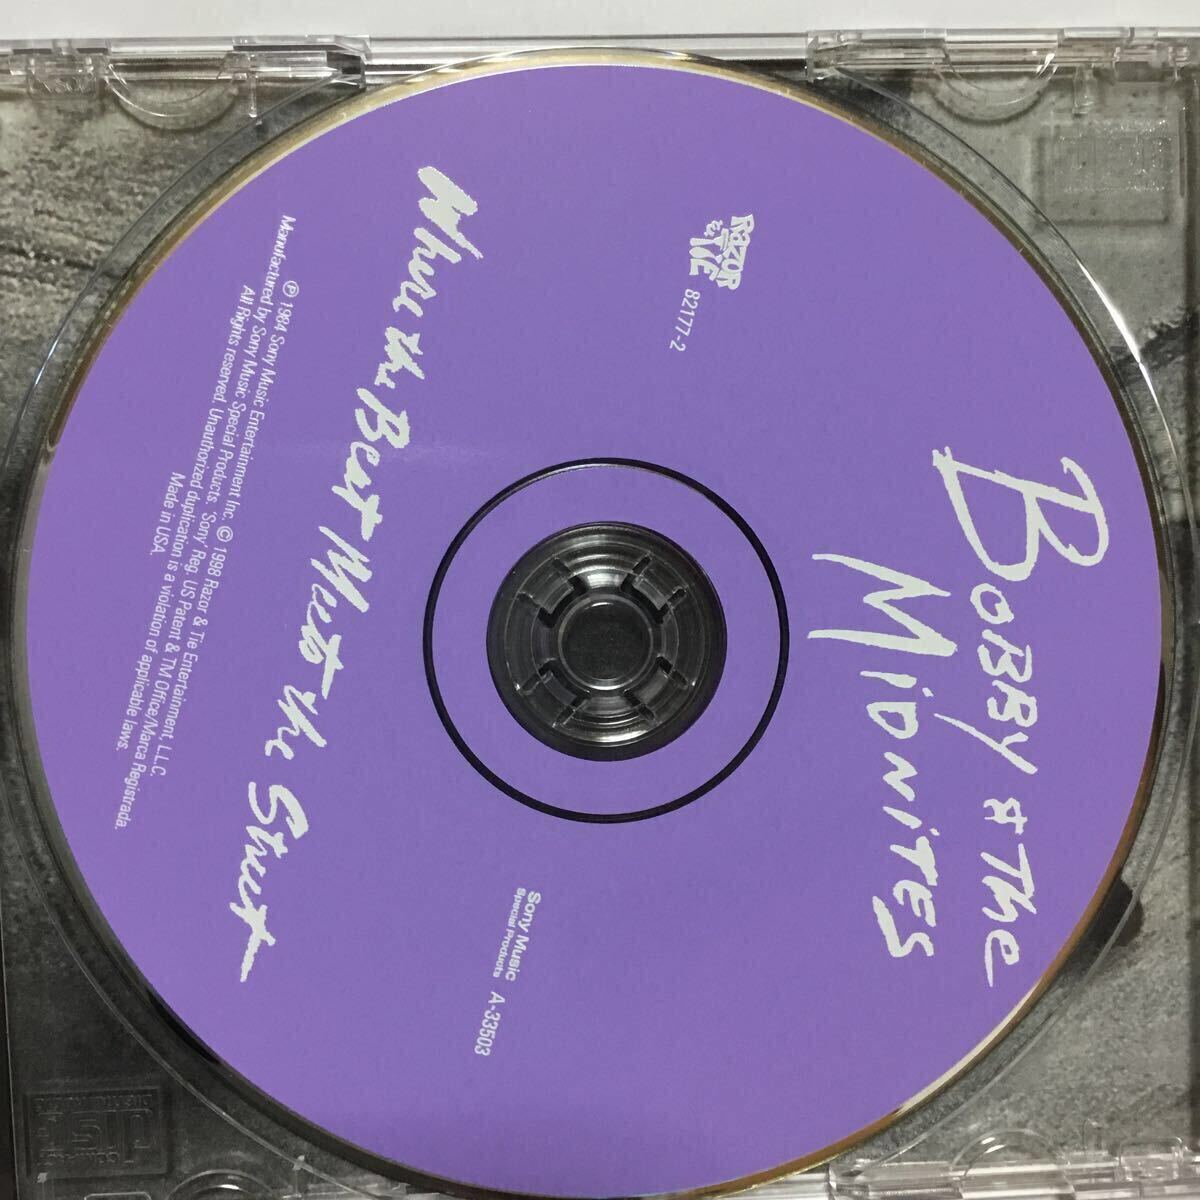 BOBBY & THE
MIDNITES
RAZOR
& TIE
82177-2
Sony Music
Special Products
A-33503
Where the Beat Meets the Street
℗ 1984 Sony Music Entertainment Inc. © 1998 Razor & Tie Entertainment, L.L.C.
Manufactured by Sony Music Special Products. 'Sony' Reg. US Patent & TM Office/Marca Registrada.
All Rights reserved. Unauthorized duplication is a violation of applicable laws.
Made in USA.